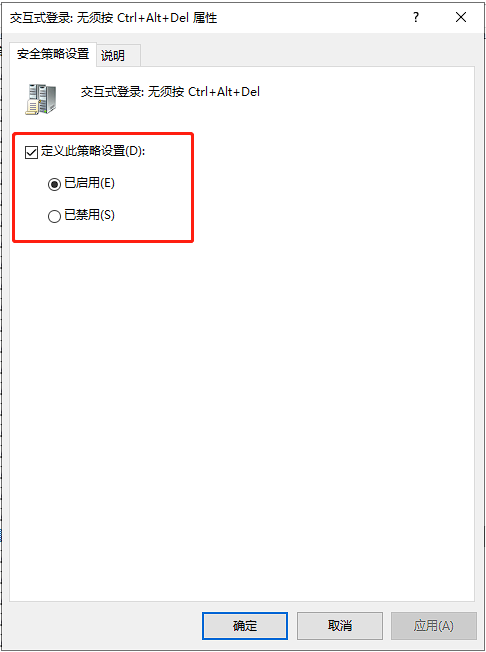 交互式登录: 无须按 Ctrl+Alt+Del 属性
?
安全策略设置 说明
交互式登录: 无须按 Ctrl+Alt+Del
定义此策略设置(D):
已启用(E)
已禁用(S)
确定 取消 应用(A)